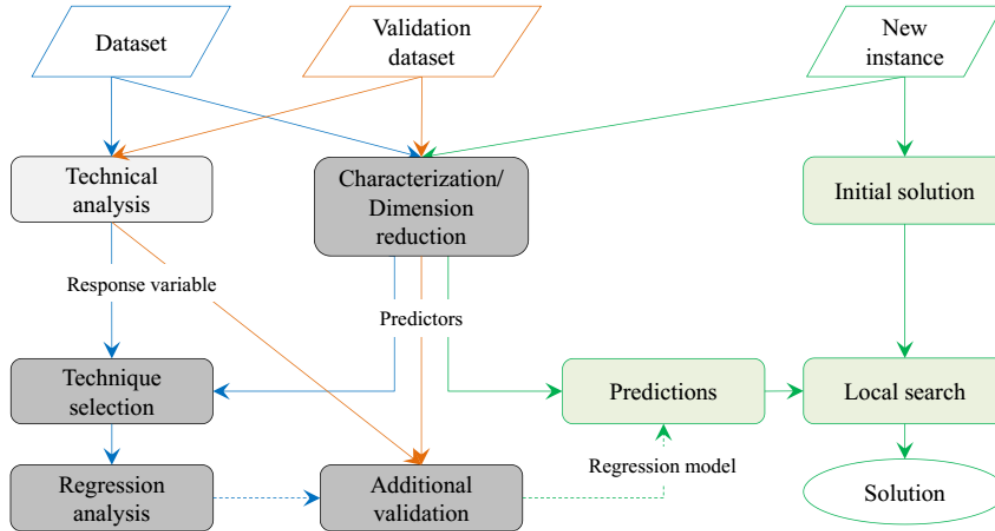 Dataset
Validation
dataset
New
instance
Technical
analysis
Characterization/
Dimension
reduction
Initial solution
Response variable
Predictors
Technique
selection
Predictions
Local search
Regression model
Regression
analysis
Additional
validation
Solution